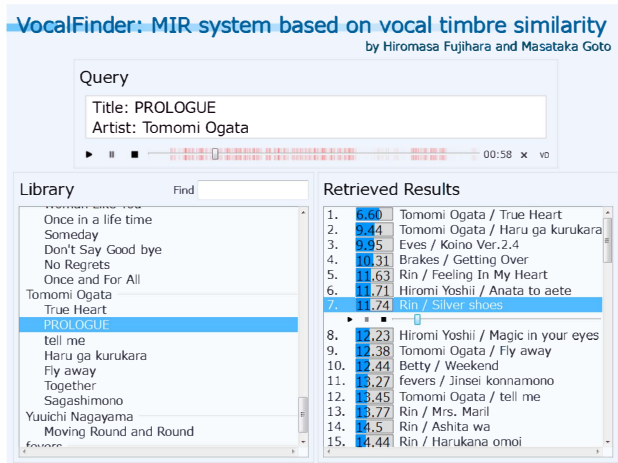 VocalFinder: MIR system based on vocal timbre similarity
by Hiromasa Fujihara and Masataka Goto
Query
Title: PROLOGUE
Artist: Tomomi Ogata
00:58 × VD
Library
Find
Woman Like You
Once in a life time
Someday
Don't Say Good bye
No Regrets
Once and For All
Tomomi Ogata
True Heart
PROLOGUE
tell me
Haru ga kurukara
Fly away
Together
Sagashimono
Yuuichi Nagayama
Moving Round and Round
fevers
Retrieved Results
1. 6.60 Tomomi Ogata / True Heart
2. 9.44 Tomomi Ogata / Haru ga kurukara
3. 9.95 Eves / Koino Ver.2.4
4. 10.31 Brakes / Getting Over
5. 11.63 Rin / Feeling In My Heart
6. 11.71 Hiromi Yoshii / Anata to aete
7. 11.74 Rin / Silver shoes
8. 12.23 Hiromi Yoshii / Magic in your eyes
9. 12.38 Tomomi Ogata / Fly away
10. 12.44 Betty / Weekend
11. 13.27 fevers / Jinsei konnamono
12. 13.45 Tomomi Ogata / tell me
13. 13.77 Rin / Mrs. Maril
14. 14.5 Rin / Ashita wa
15. 14.44 Rin / Harukana omoi